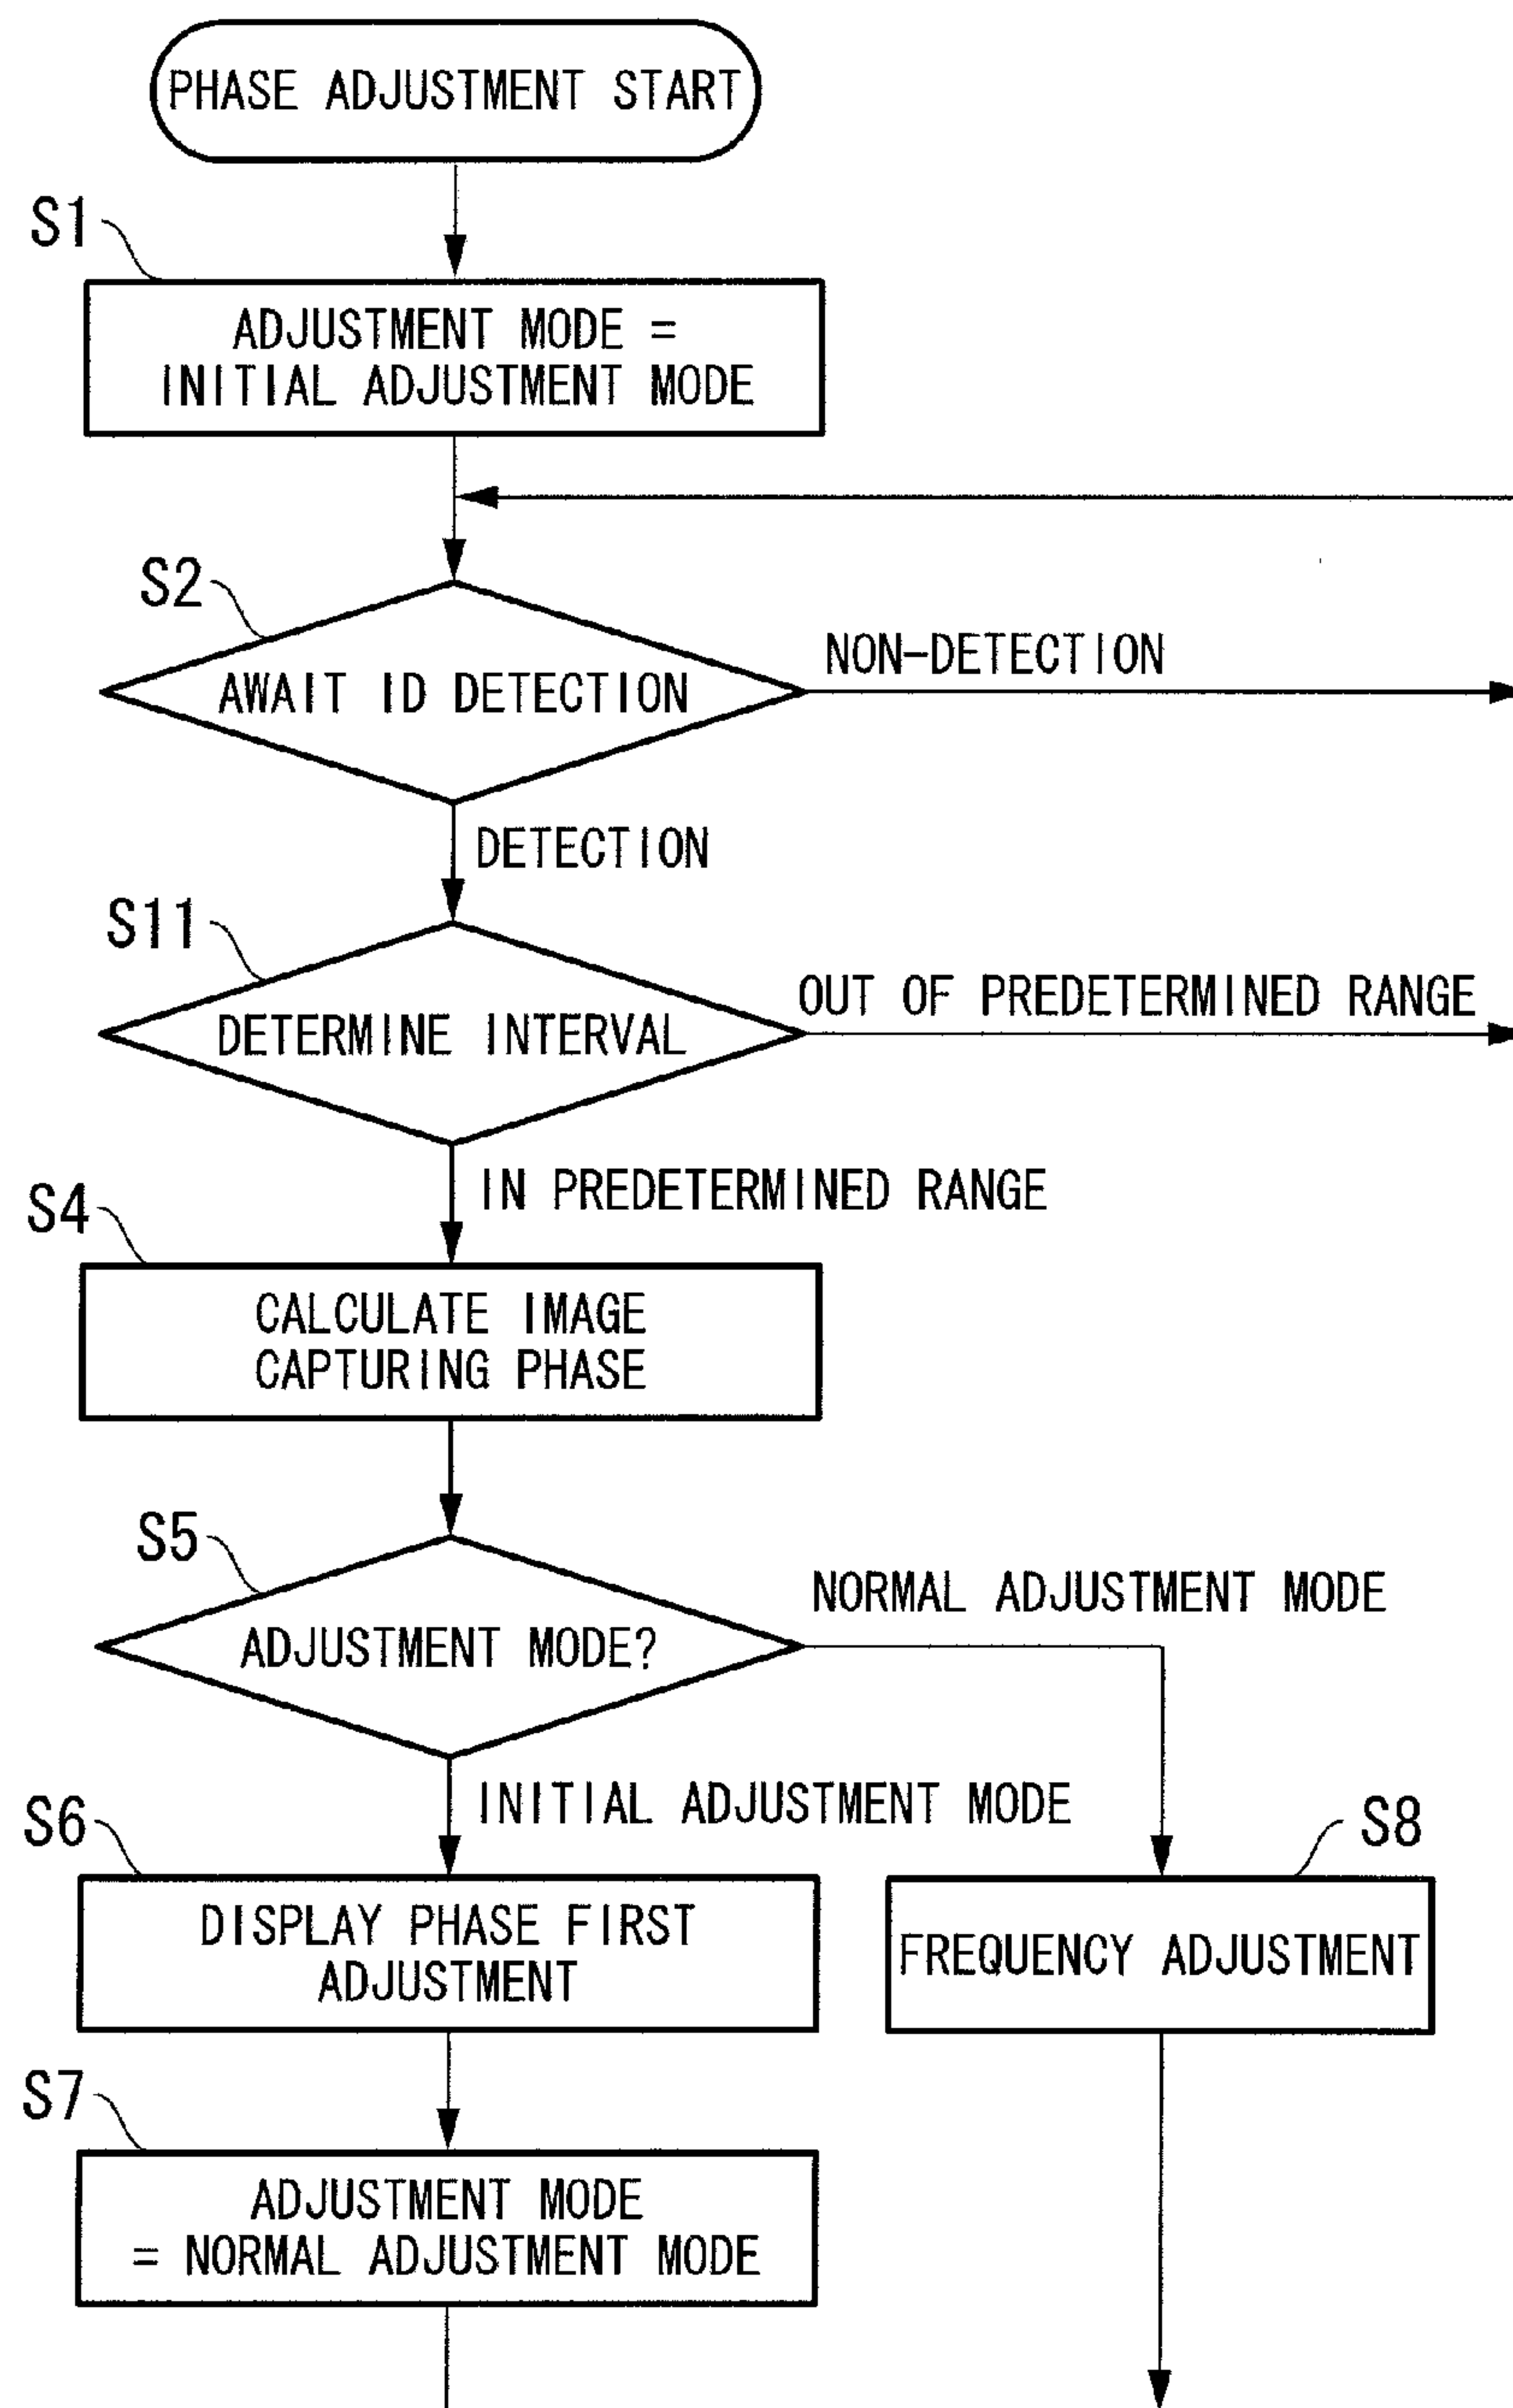 PHASE ADJUSTMENT START
S1
ADJUSTMENT MODE =
INITIAL ADJUSTMENT MODE
S2
AWAIT ID DETECTION
NON-DETECTION
DETECTION
S11
DETERMINE INTERVAL
OUT OF PREDETERMINED RANGE
IN PREDETERMINED RANGE
S4
CALCULATE IMAGE
CAPTURING PHASE
S5
ADJUSTMENT MODE?
NORMAL ADJUSTMENT MODE
INITIAL ADJUSTMENT MODE
S6
DISPLAY PHASE FIRST
ADJUSTMENT
S8
FREQUENCY ADJUSTMENT
S7
ADJUSTMENT MODE
= NORMAL ADJUSTMENT MODE